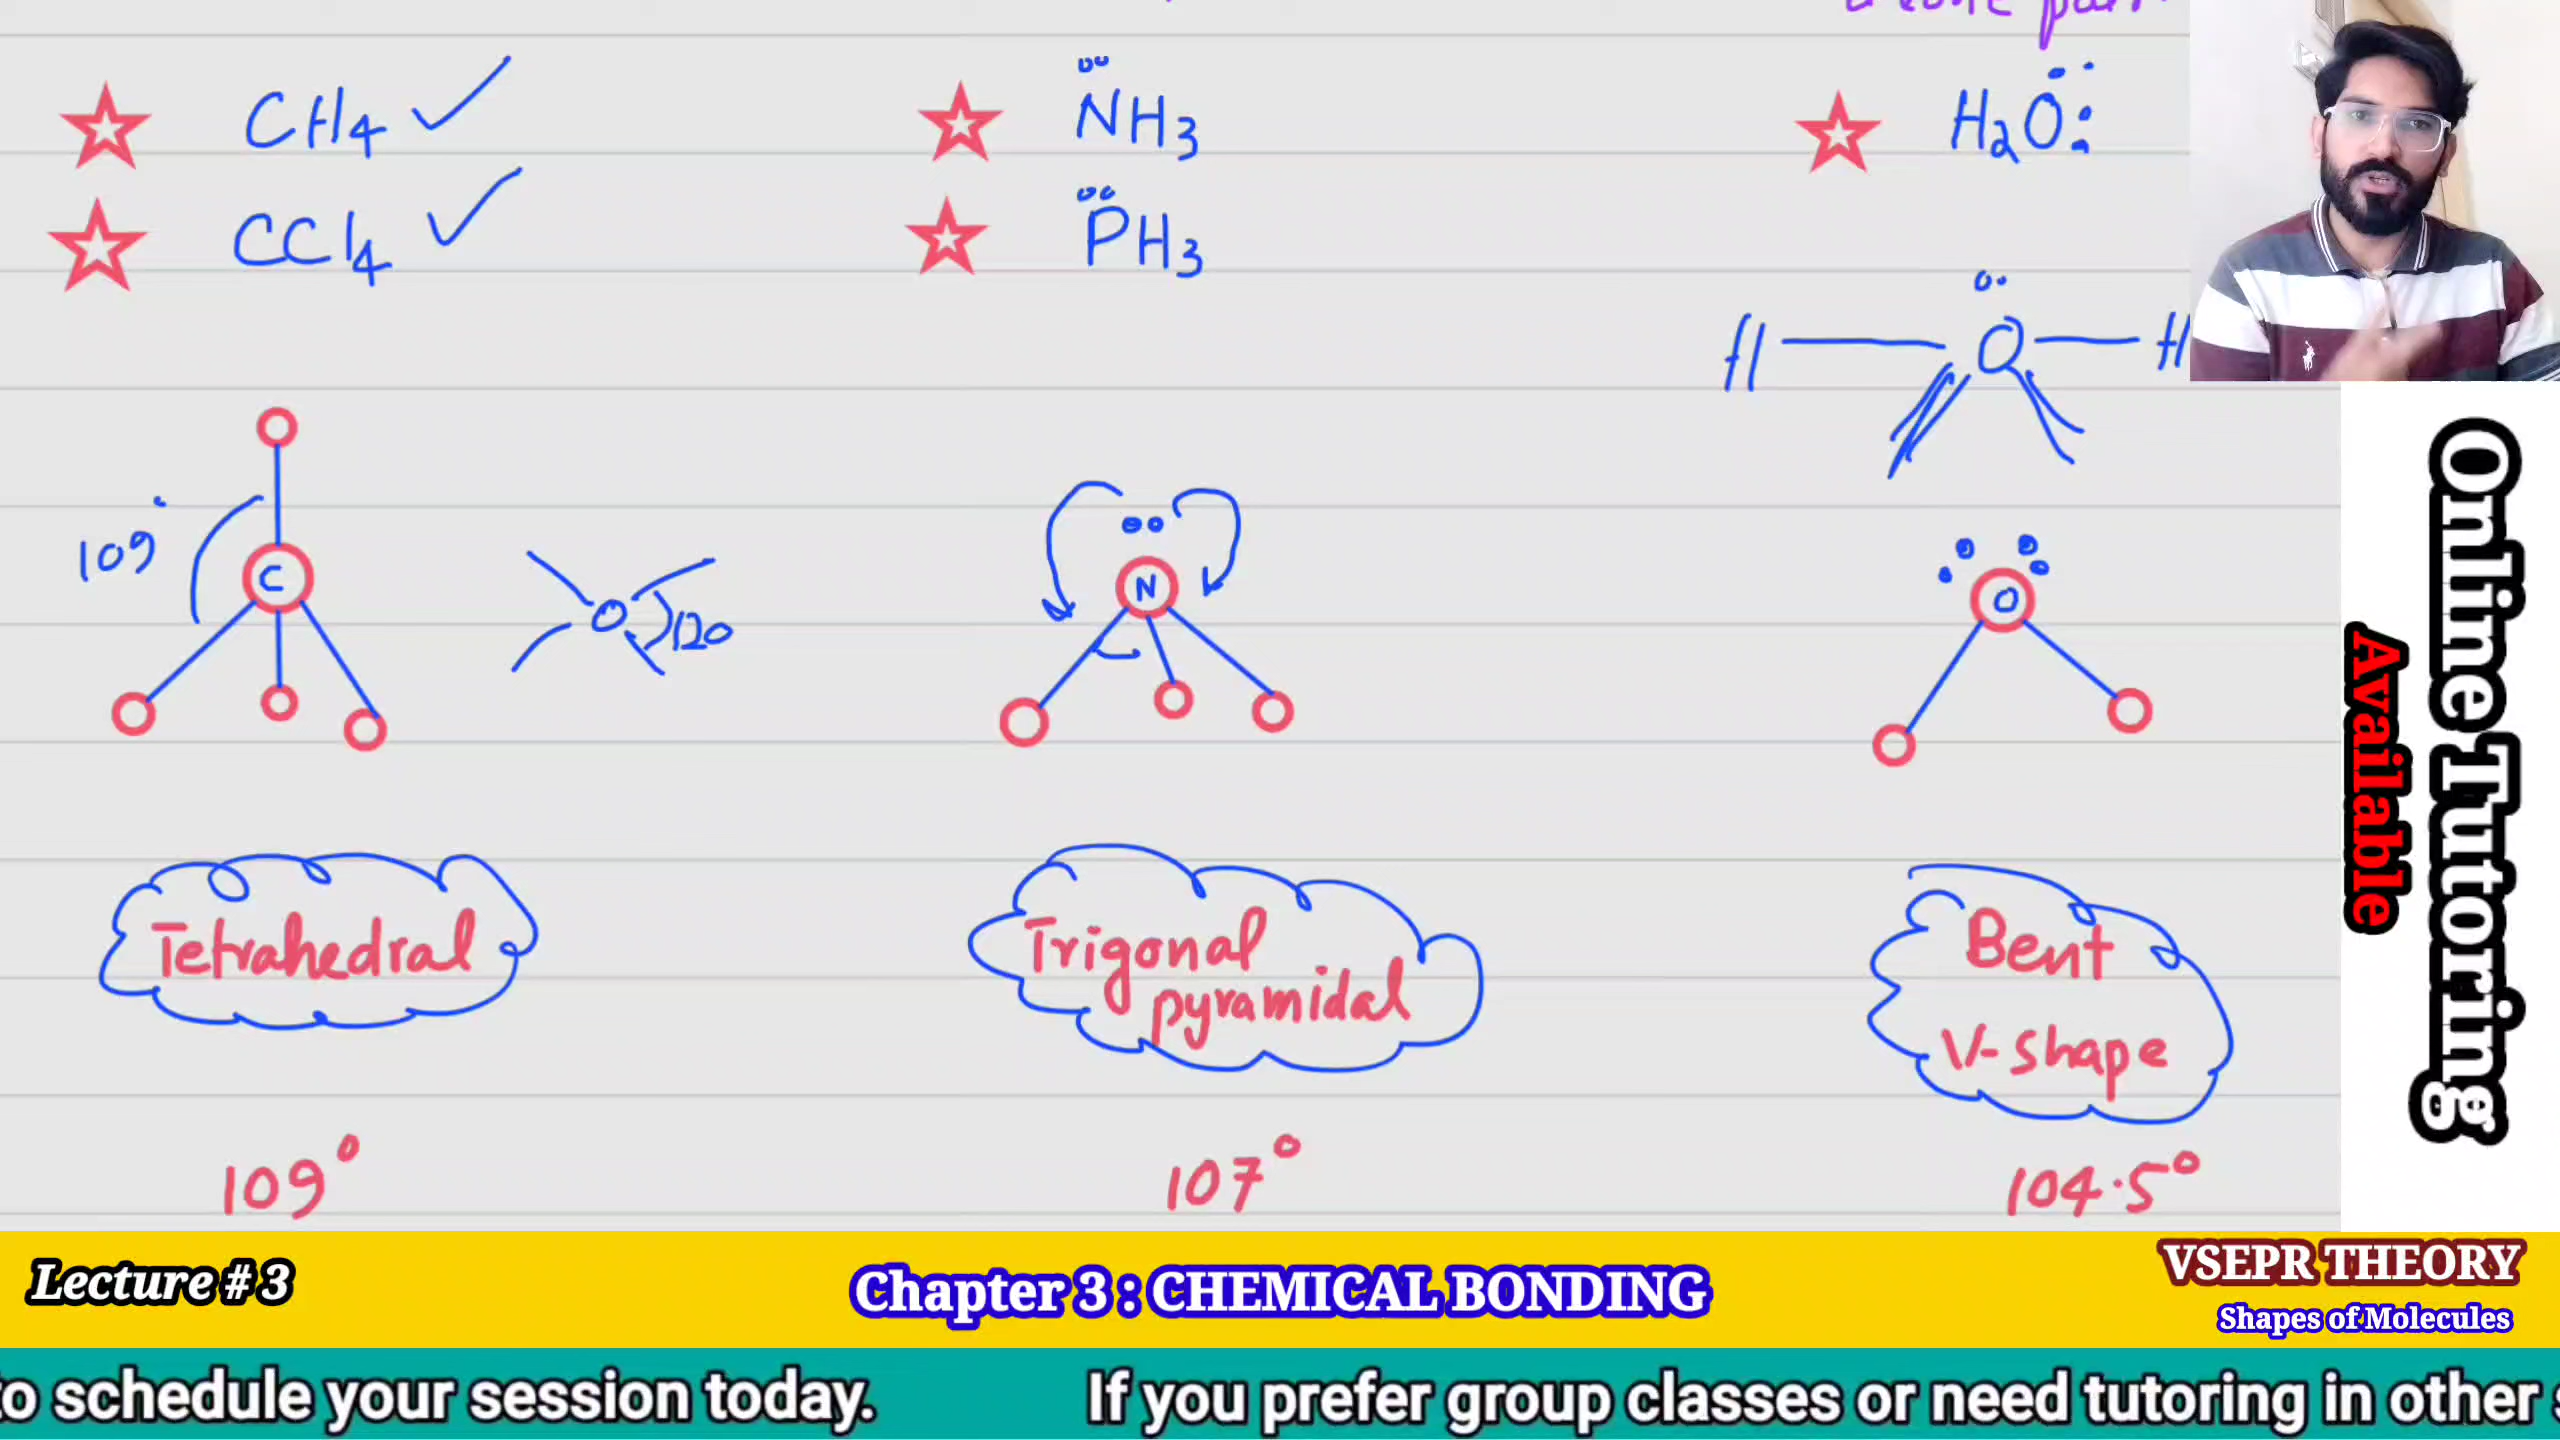 CH4
NH3
H2O
CCl4
PH3
H O H
109°
C
120
N
O
Tetrahedral
Trigonal
pyramidal
Bent
V-shape
109°
107°
104.5°
Online Tutoring
Available
Lecture # 3
Chapter 3 : CHEMICAL BONDING
VSEPR THEORY
Shapes of Molecules
to schedule your session today.
If you prefer group classes or need tutoring in other